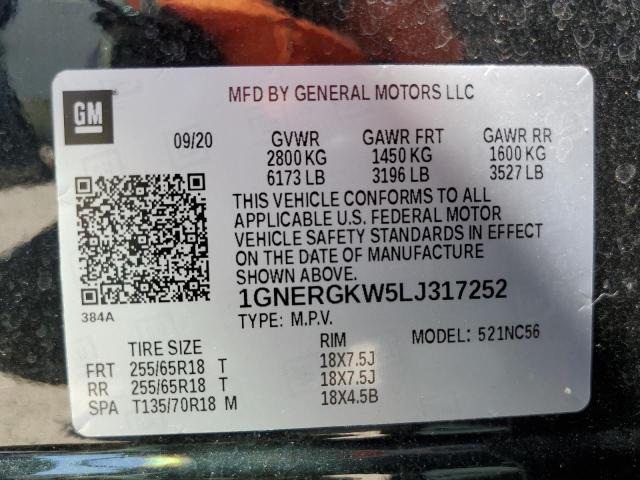 MFD BY GENERAL MOTORS LLC
GM
09/20 GVWR GAWR FRT GAWR RR
2800 KG 1450 KG 1600 KG
6173 LB 3196 LB 3527 LB
THIS VEHICLE CONFORMS TO ALL
APPLICABLE U.S. FEDERAL MOTOR
VEHICLE SAFETY STANDARDS IN EFFECT
ON THE DATE OF MANUFACTURE
SHOWN ABOVE.
1GNERGKW5LJ317252
384A
TYPE: M.P.V. MODEL: 521NC56
TIRE SIZE RIM
FRT 255/65R18 T 18X7.5J
RR 255/65R18 T 18X7.5J
SPA T135/70R18 M 18X4.5B